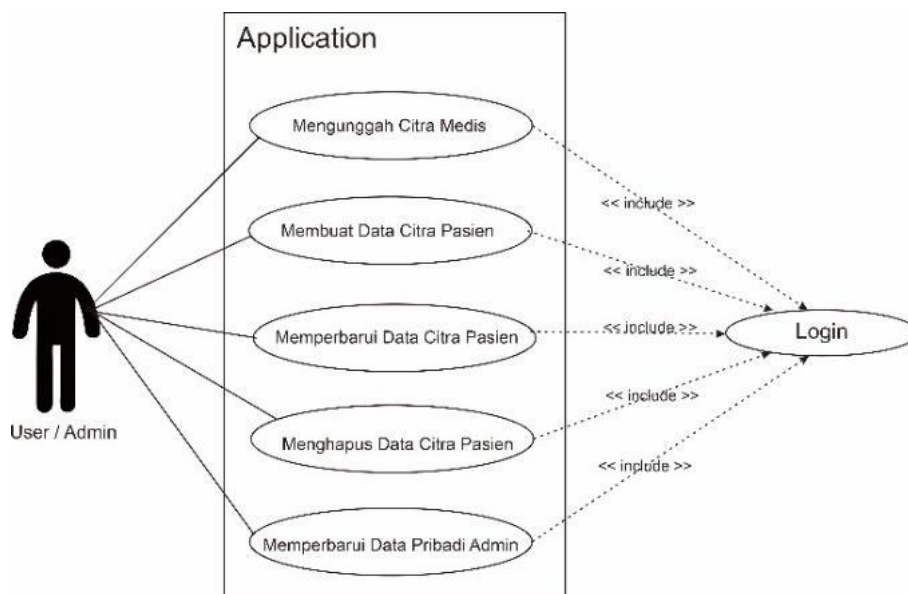 Application
Mengunggah Citra Medis
<< include >>
Membuat Data Citra Pasien
<< include >>
Memperbarui Data Citra Pasien
<< include >>
Login
Menghapus Data Citra Pasien
<< include >>
User / Admin
<< include >>
Memperbarui Data Pribadi Admin